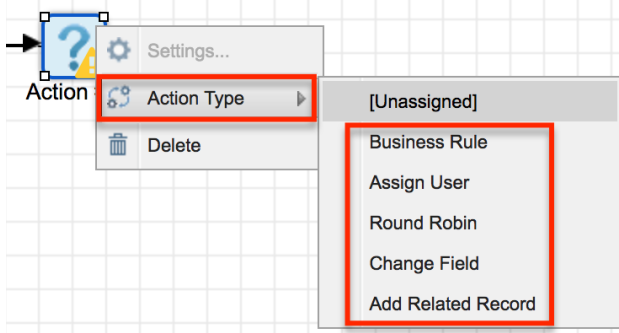 Settings...
Action
Action Type
Delete
[Unassigned]
Business Rule
Assign User
Round Robin
Change Field
Add Related Record